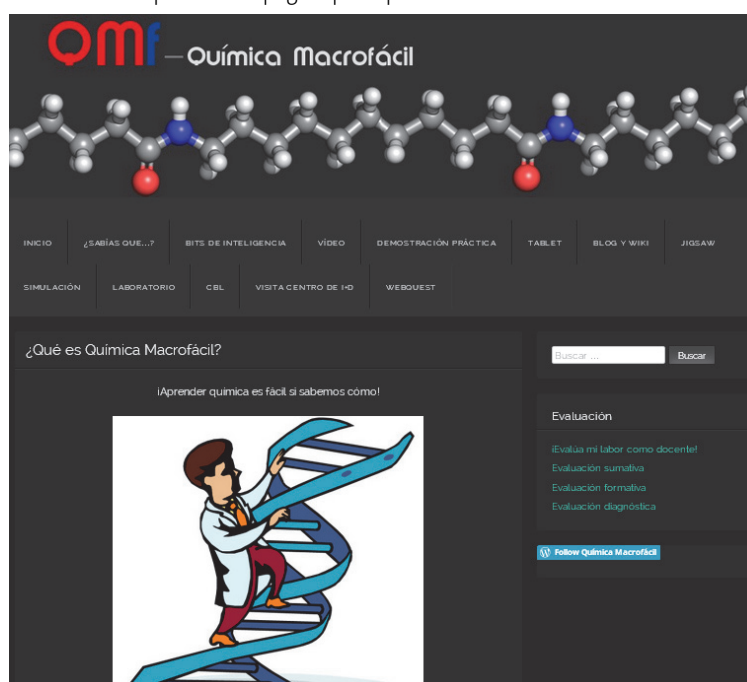 QMf – Química Macrofácil
INICIO ¿SABÍAS QUE...? BITS DE INTELIGENCIA VÍDEO DEMOSTRACIÓN PRÁCTICA TABLET BLOG Y WIKI JIGSAW
SIMULACIÓN LABORATORIO CBL VISITA CENTRO DE I+D WEBQUEST
¿Qué es Química Macrofácil?
¡Aprender química es fácil si sabemos cómo!
Buscar ... Buscar
Evaluación
¡Evalúa mi labor como docente!
Evaluación sumativa
Evaluación formativa
Evaluación diagnóstica
Follow Química Macrofácil